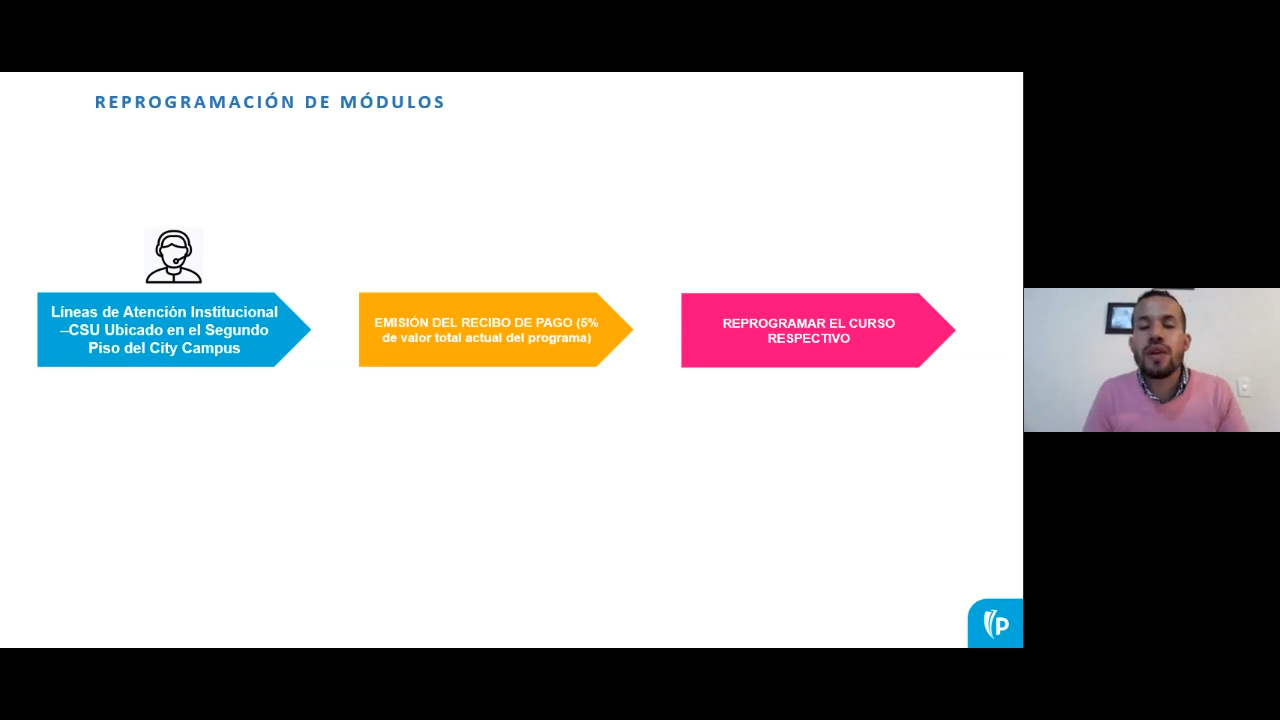 REPROGRAMACIÓN DE MÓDULOS
Líneas de Atención Institucional
–CSU Ubicado en el Segundo
Piso del City Campus
EMISIÓN DEL RECIBO DE PAGO (5%
de valor total actual del programa)
REPROGRAMAR EL CURSO
RESPECTIVO
P